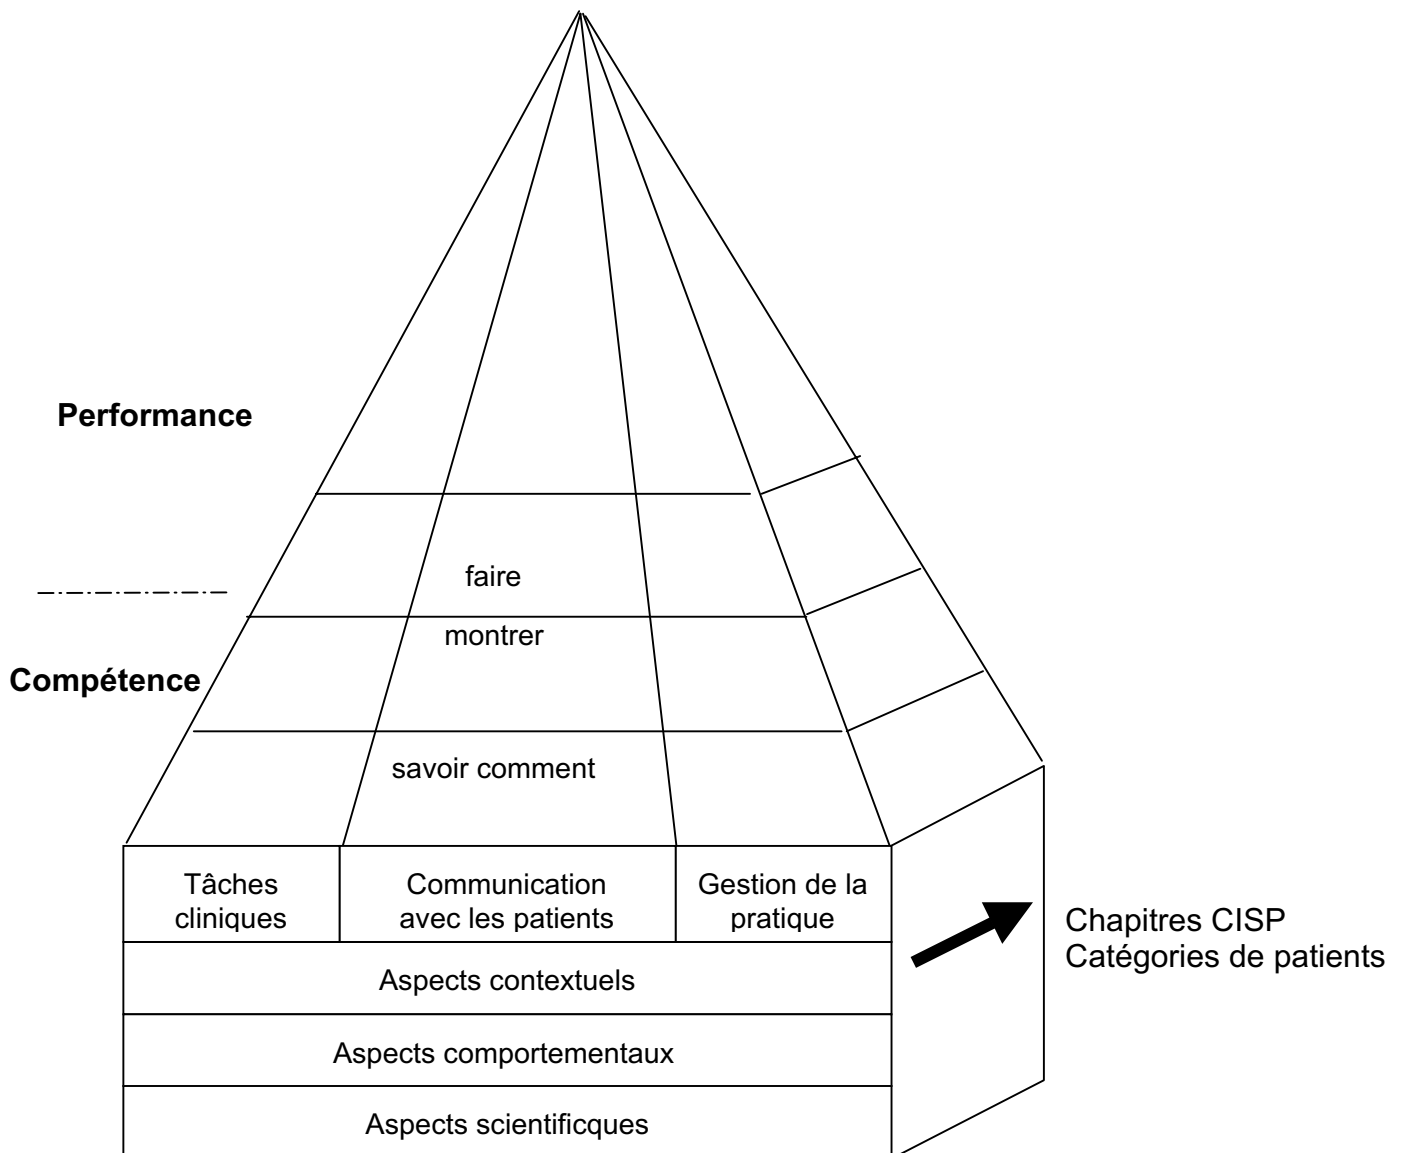 Performance
faire
montrer
Compétence
savoir comment
Tâches
cliniques
Communication
avec les patients
Gestion de la
pratique
Chapitres CISP
Catégories de patients
Aspects contextuels
Aspects comportementaux
Aspects scientificques